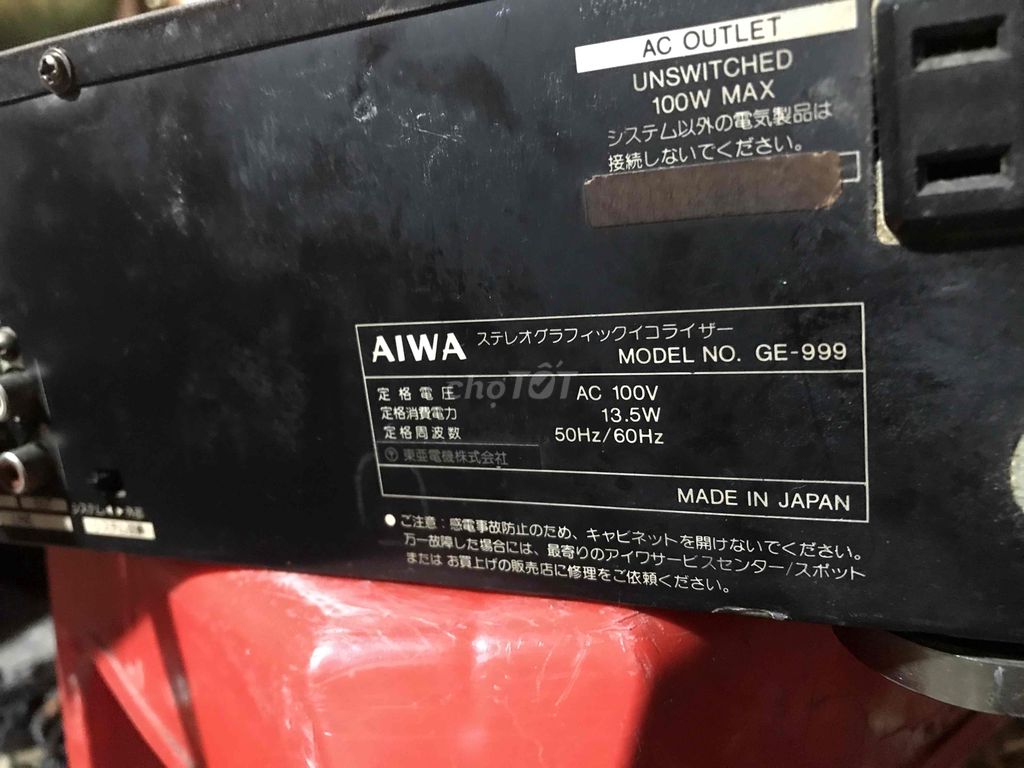 AC OUTLET
UNSWITCHED
100W MAX
システム以外の電気製品は
接続しないでください。
AIWA ステレオグラフィックイコライザー
MODEL NO. GE-999
定格電圧 AC 100V
定格消費電力 13.5W
定格周波数 50Hz/60Hz
〒 東亜電機株式会社
MADE IN JAPAN
●ご注意:感電事故防止のため、キャビネットを開けないでください。
万一故障した場合には、最寄りのアイワサービスセンター/スポット
または お買上げの販売店に修理をご依頼ください。
システム◀▶外部
chợTỐT